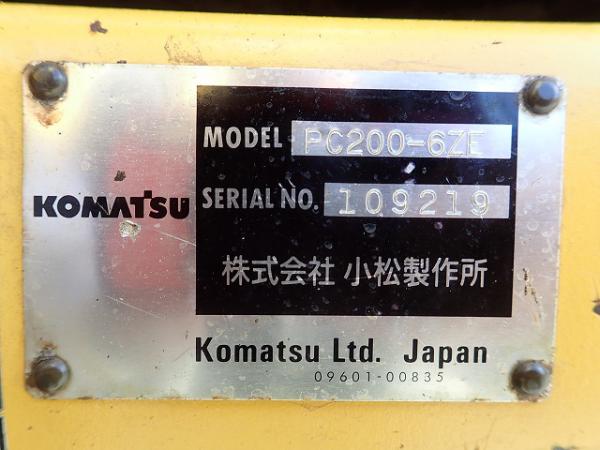 KOMATSU
MODEL PC200-6ZE
SERIAL NO. 109219
株式会社 小松製作所
Komatsu Ltd. Japan
09601-00835